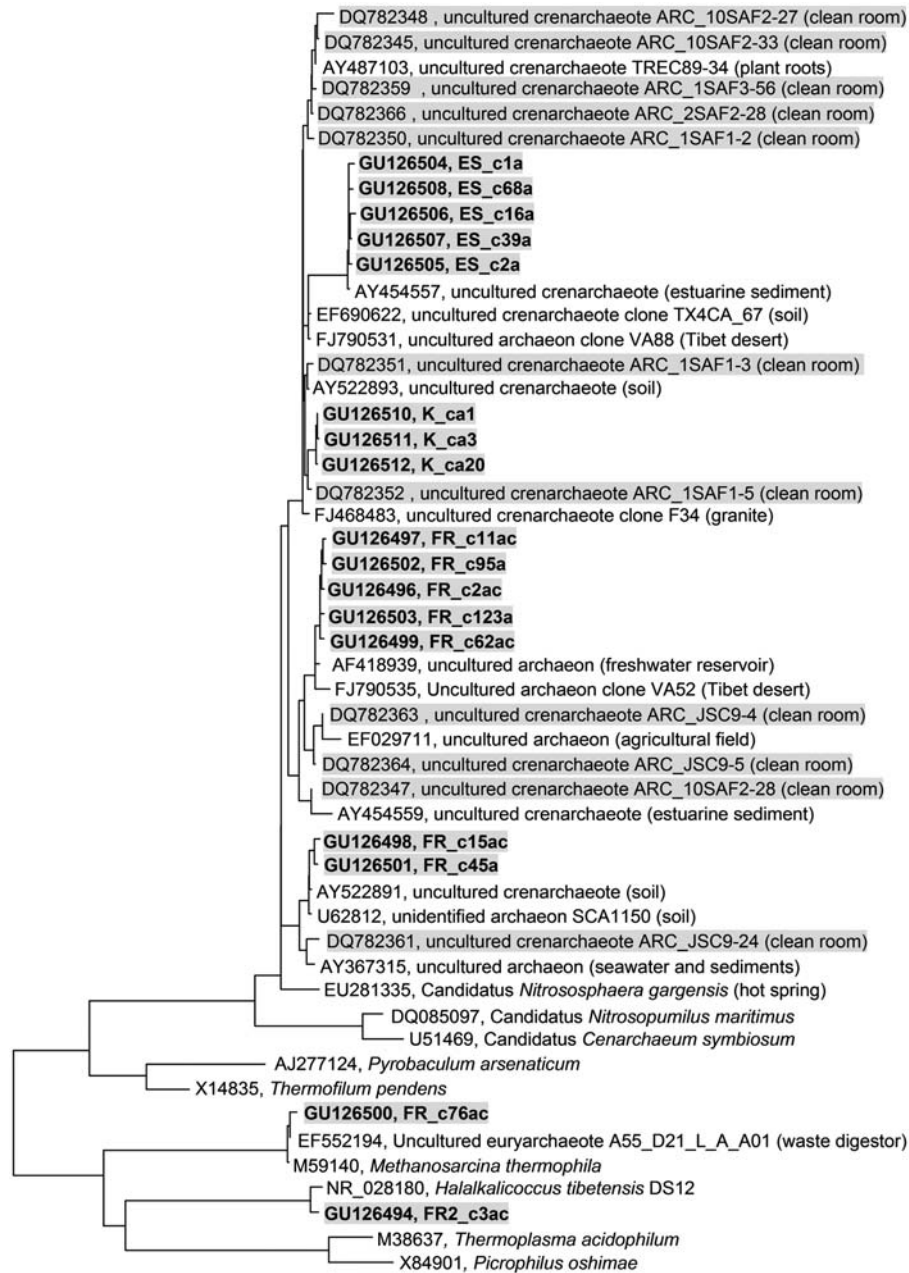 DQ782348 , uncultured crenarchaeote ARC_10SAF2-27 (clean room)
DQ782345, uncultured crenarchaeote ARC_10SAF2-33 (clean room)
AY487103, uncultured crenarchaeote TREC89-34 (plant roots)
DQ782359 , uncultured crenarchaeote ARC_1SAF3-56 (clean room)
DQ782366 , uncultured crenarchaeote ARC_2SAF2-28 (clean room)
DQ782350, uncultured crenarchaeote ARC_1SAF1-2 (clean room)
GU126504, ES_c1a
GU126508, ES_c68a
GU126506, ES_c16a
GU126507, ES_c39a
GU126505, ES_c2a
AY454557, uncultured crenarchaeote (estuarine sediment)
EF690622, uncultured crenarchaeote clone TX4CA_67 (soil)
FJ790531, uncultured archaeon clone VA88 (Tibet desert)
DQ782351, uncultured crenarchaeote ARC_1SAF1-3 (clean room)
AY522893, uncultured crenarchaeote (soil)
GU126510, K_ca1
GU126511, K_ca3
GU126512, K_ca20
DQ782352 , uncultured crenarchaeote ARC_1SAF1-5 (clean room)
FJ468483, uncultured crenarchaeote clone F34 (granite)
GU126497, FR_c11ac
GU126502, FR_c95a
GU126496, FR_c2ac
GU126503, FR_c123a
GU126499, FR_c62ac
AF418939, uncultured archaeon (freshwater reservoir)
FJ790535, Uncultured archaeon clone VA52 (Tibet desert)
DQ782363 , uncultured crenarchaeote ARC_JSC9-4 (clean room)
EF029711, uncultured archaeon (agricultural field)
DQ782364, uncultured crenarchaeote ARC_JSC9-5 (clean room)
DQ782347, uncultured crenarchaeote ARC_10SAF2-28 (clean room)
AY454559, uncultured crenarchaeote (estuarine sediment)
GU126498, FR_c15ac
GU126501, FR_c45a
AY522891, uncultured crenarchaeote (soil)
U62812, unidentified archaeon SCA1150 (soil)
DQ782361, uncultured crenarchaeote ARC_JSC9-24 (clean room)
AY367315, uncultured archaeon (seawater and sediments)
EU281335, Candidatus Nitrososphaera gargensis (hot spring)
DQ085097, Candidatus Nitrosopumilus maritimus
U51469, Candidatus Cenarchaeum symbiosum
AJ277124, Pyrobaculum arsenaticum
X14835, Thermofilum pendens
GU126500, FR_c76ac
EF552194, Uncultured euryarchaeote A55_D21_L_A_A01 (waste digestor)
M59140, Methanosarcina thermophila
NR_028180, Halalkalicoccus tibetensis DS12
GU126494, FR2_c3ac
M38637, Thermoplasma acidophilum
X84901, Picrophilus oshimae